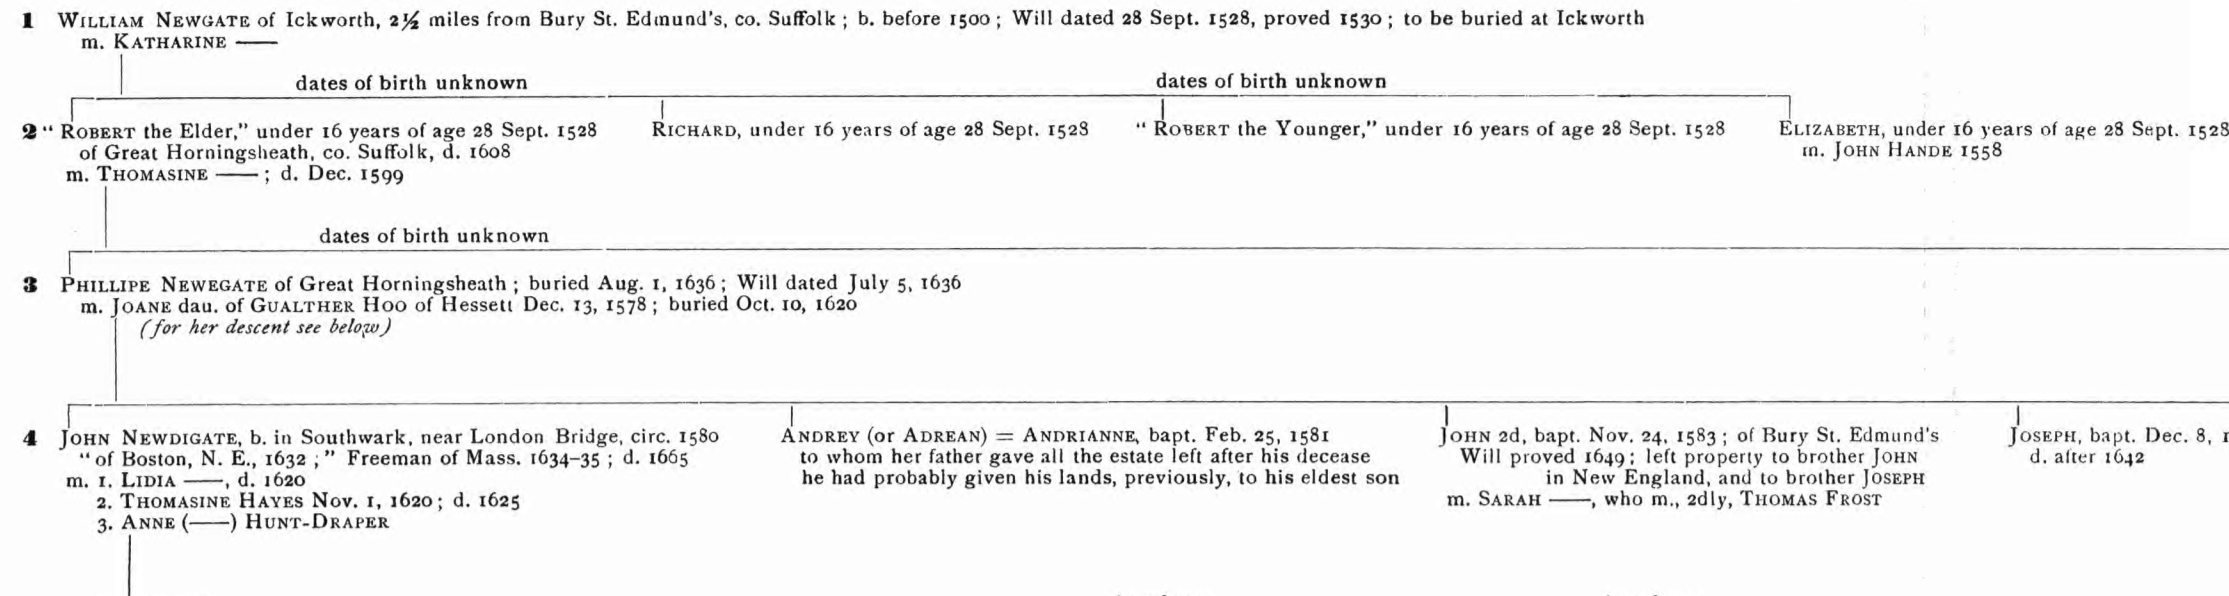 1 WILLIAM NEWGATE of Ickworth, 2½ miles from Bury St. Edmund's, co. Suffolk ; b. before 1500 ; Will dated 28 Sept. 1528, proved 1530 ; to be buried at Ickworth
m. KATHARINE ——
dates of birth unknown
dates of birth unknown
2 " ROBERT the Elder," under 16 years of age 28 Sept. 1528
of Great Horningsheath, co. Suffolk, d. 1608
m. THOMASINE —— ; d. Dec. 1599
RICHARD, under 16 years of age 28 Sept. 1528
" ROBERT the Younger," under 16 years of age 28 Sept. 1528
ELIZABETH, under 16 years of age 28 Sept. 1528
m. JOHN HANDE 1558
dates of birth unknown
3 PHILLIPE NEWEGATE of Great Horningsheath ; buried Aug. 1, 1636 ; Will dated July 5, 1636
m. JOANE dau. of GUALTHER HOO of Hessett Dec. 13, 1578 ; buried Oct. 10, 1620
(for her descent see below)
4 JOHN NEWDIGATE, b. in Southwark, near London Bridge, circ. 1580
" of Boston, N. E., 1632 ; " Freeman of Mass. 1634–35 ; d. 1665
m. 1. LIDIA ——, d. 1620
2. THOMASINE HAYES Nov. 1, 1620 ; d. 1625
3. ANNE (——) HUNT-DRAPER
ANDREY (or ADREAN) = ANDRIANNE, bapt. Feb. 25, 1581
to whom her father gave all the estate left after his decease
he had probably given his lands, previously, to his eldest son
JOHN 2d, bapt. Nov. 24, 1583 ; of Bury St. Edmund's
Will proved 1649 ; left property to brother JOHN
in New England, and to brother JOSEPH
m. SARAH ——, who m., 2dly, THOMAS FROST
JOSEPH, bapt. Dec. 8,
d. after 1642